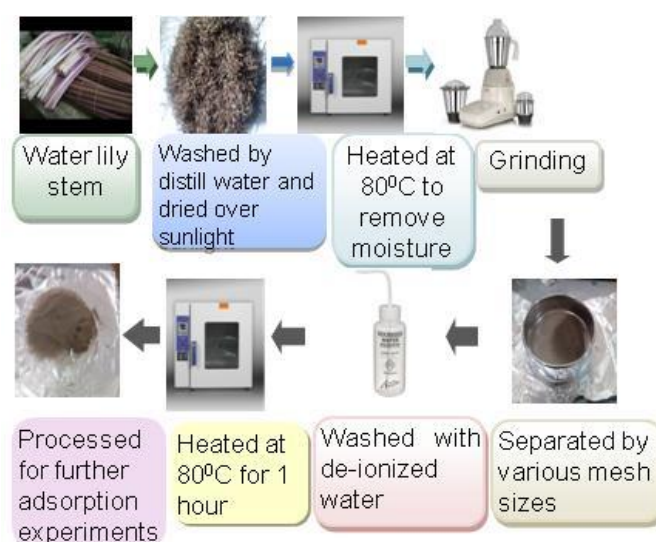 Water lily
stem
Washed by
distill water and
dried over
sunlight
Heated at
80⁰C to
remove
moisture
Grinding
Processed
for further
adsorption
experiments
Heated at
80⁰C for 1
hour
Washed with
de-ionized
water
Separated by
various mesh
sizes